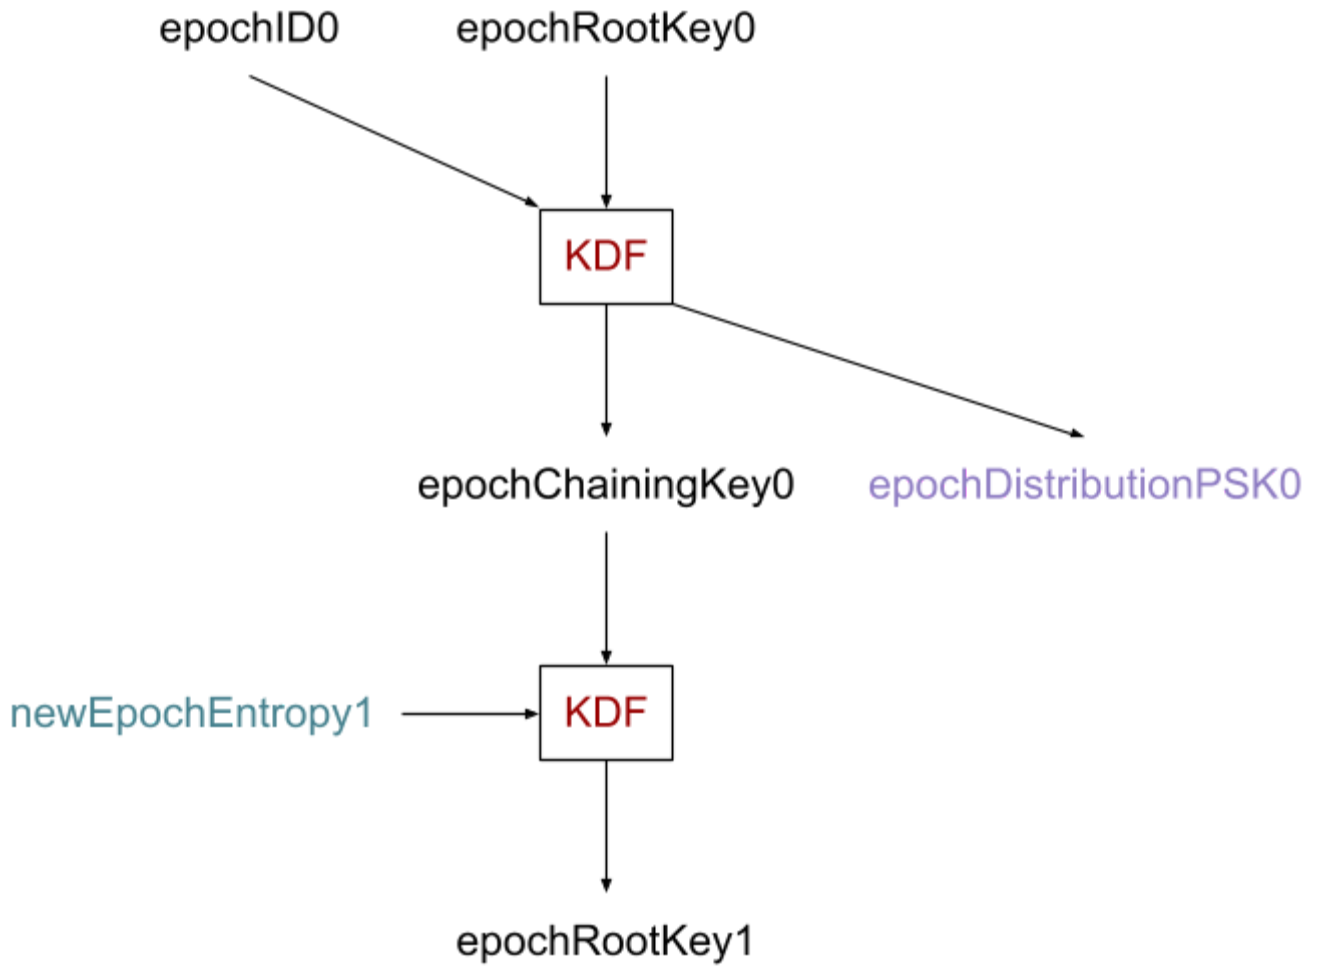 epochID0
epochRootKey0
KDF
epochChainingKey0
epochDistributionPSK0
newEpochEntropy1
KDF
epochRootKey1